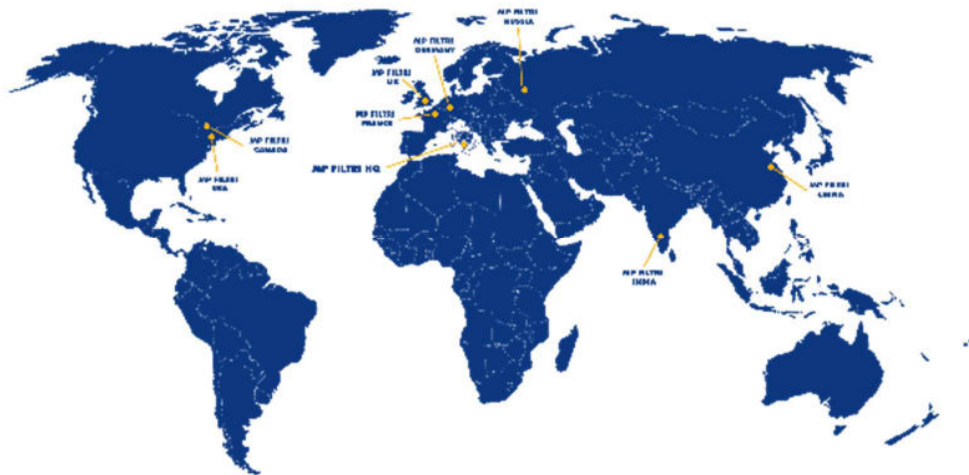 MP FILTRI
RUSSIA
MP FILTRI
GERMANY
MP FILTRI
UK
MP FILTRI
FRANCE
MP FILTRI
CANADA
MP FILTRI HQ
MP FILTRI
USA
MP FILTRI
CHINA
MP FILTRI
INDIA